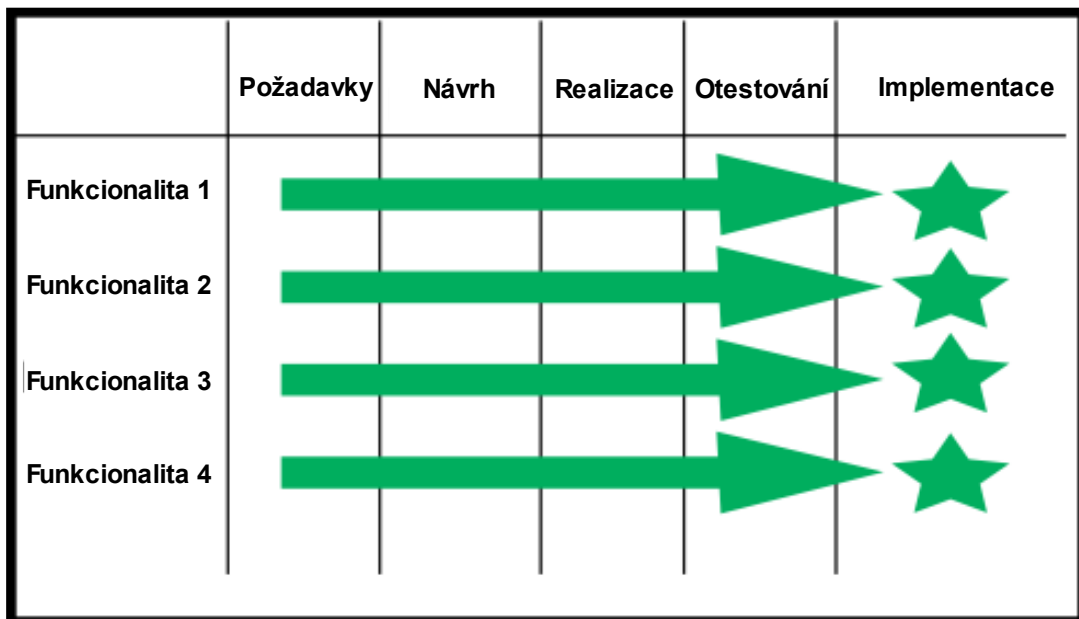 Požadavky Návrh Realizace Otestování Implementace
Funkcionalita 1
Funkcionalita 2
Funkcionalita 3
Funkcionalita 4